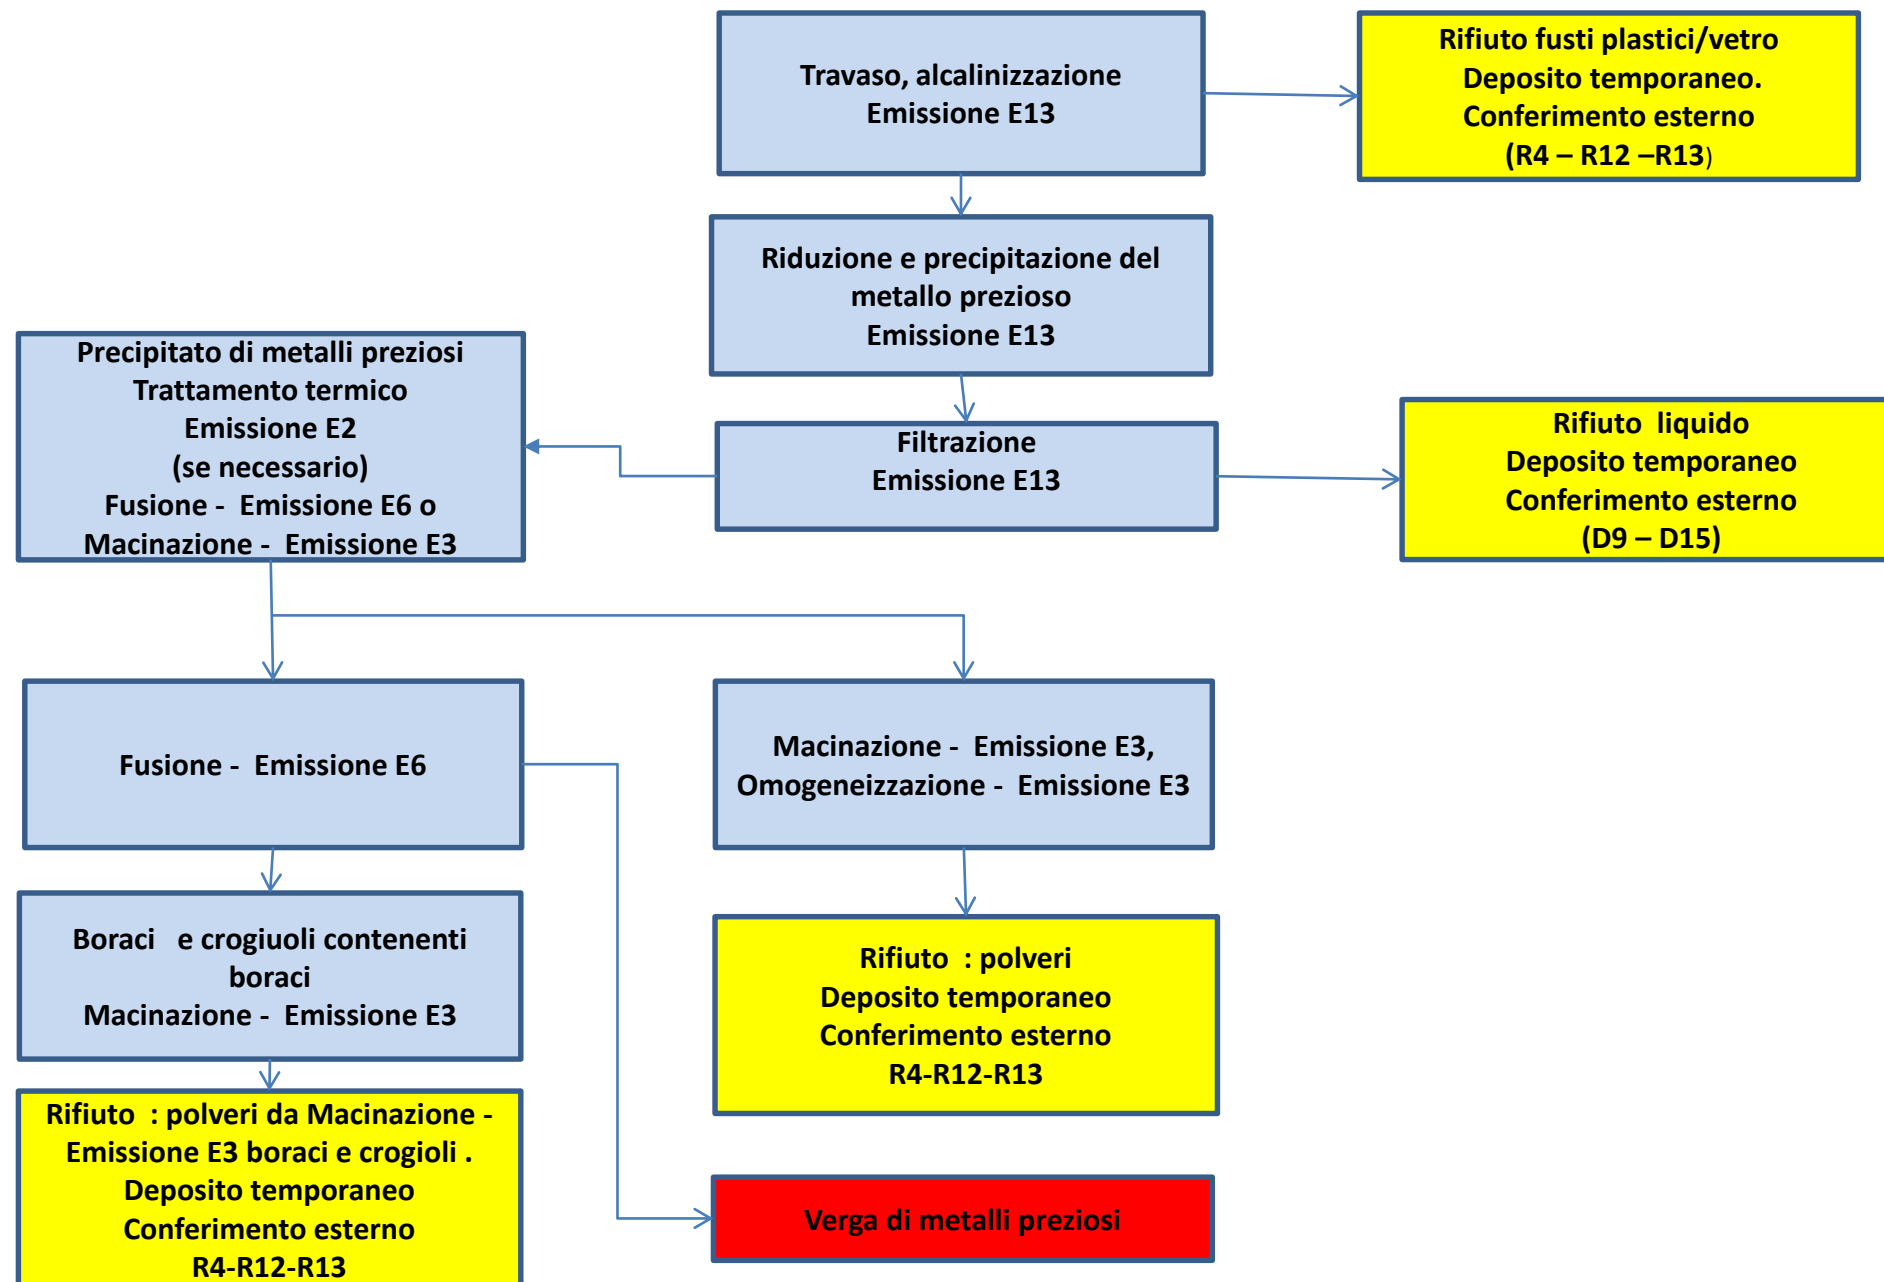 Travaso, alcalinizzazione
Emissione E13
Rifiuto fusti plastici/vetro
Deposito temporaneo.
Conferimento esterno
(R4 – R12 –R13)
Riduzione e precipitazione del
metallo prezioso
Emissione E13
Precipitato di metalli preziosi
Trattamento termico
Emissione E2
(se necessario)
Fusione - Emissione E6 o
Macinazione - Emissione E3
Filtrazione
Emissione E13
Rifiuto liquido
Deposito temporaneo
Conferimento esterno
(D9 – D15)
Fusione - Emissione E6
Macinazione - Emissione E3,
Omogeneizzazione - Emissione E3
Boraci e crogiuoli contenenti
boraci
Macinazione - Emissione E3
Rifiuto : polveri
Deposito temporaneo
Conferimento esterno
R4-R12-R13
Rifiuto : polveri da Macinazione -
Emissione E3 boraci e crogioli .
Deposito temporaneo
Conferimento esterno
R4-R12-R13
Verga di metalli preziosi